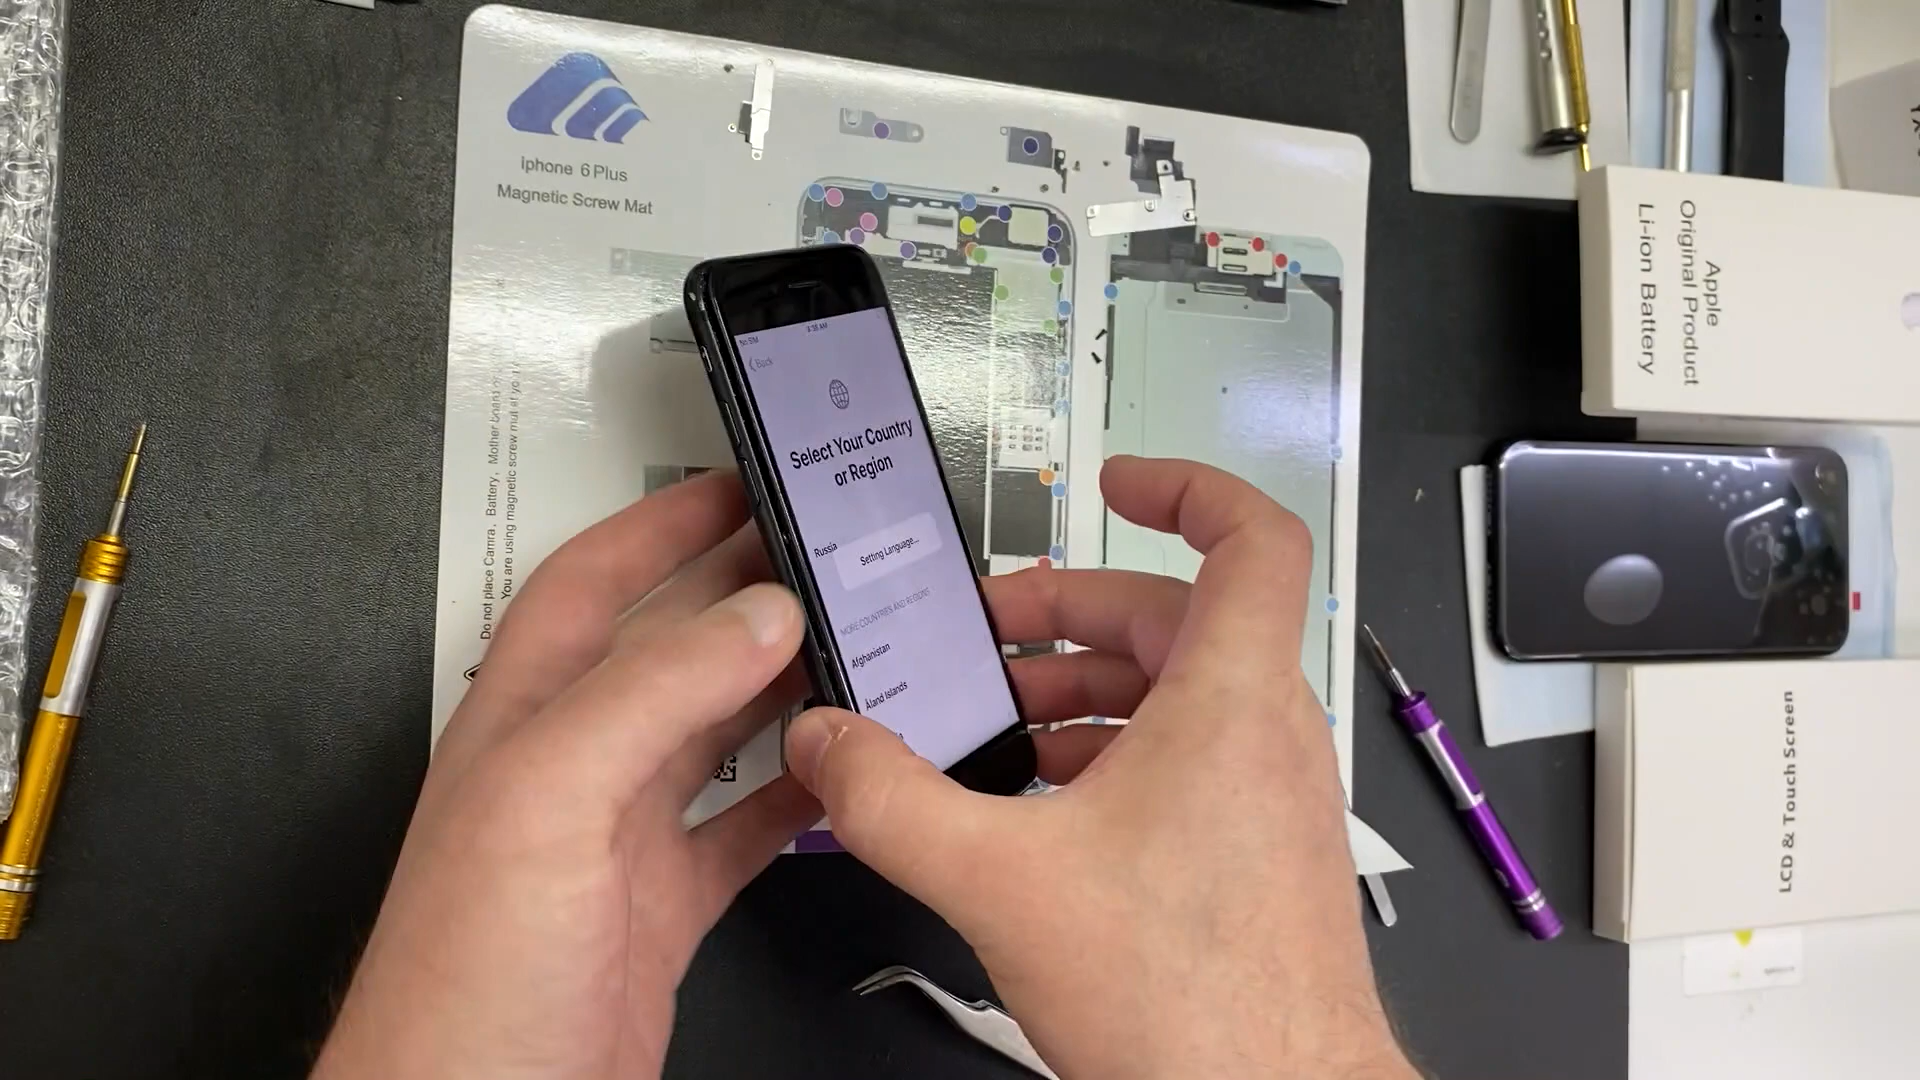 iphone 6 Plus
Magnetic Screw Mat
No SIM
Back
Select Your Country
or Region
Russia
Setting Language...
MORE COUNTRIES AND REGIONS
Afghanistan
Åland Islands
Do not place Camra, Battery, Mother board
You are using magnetic screw mat
Apple
Original Product
Li-ion Battery
LCD & Touch Screen